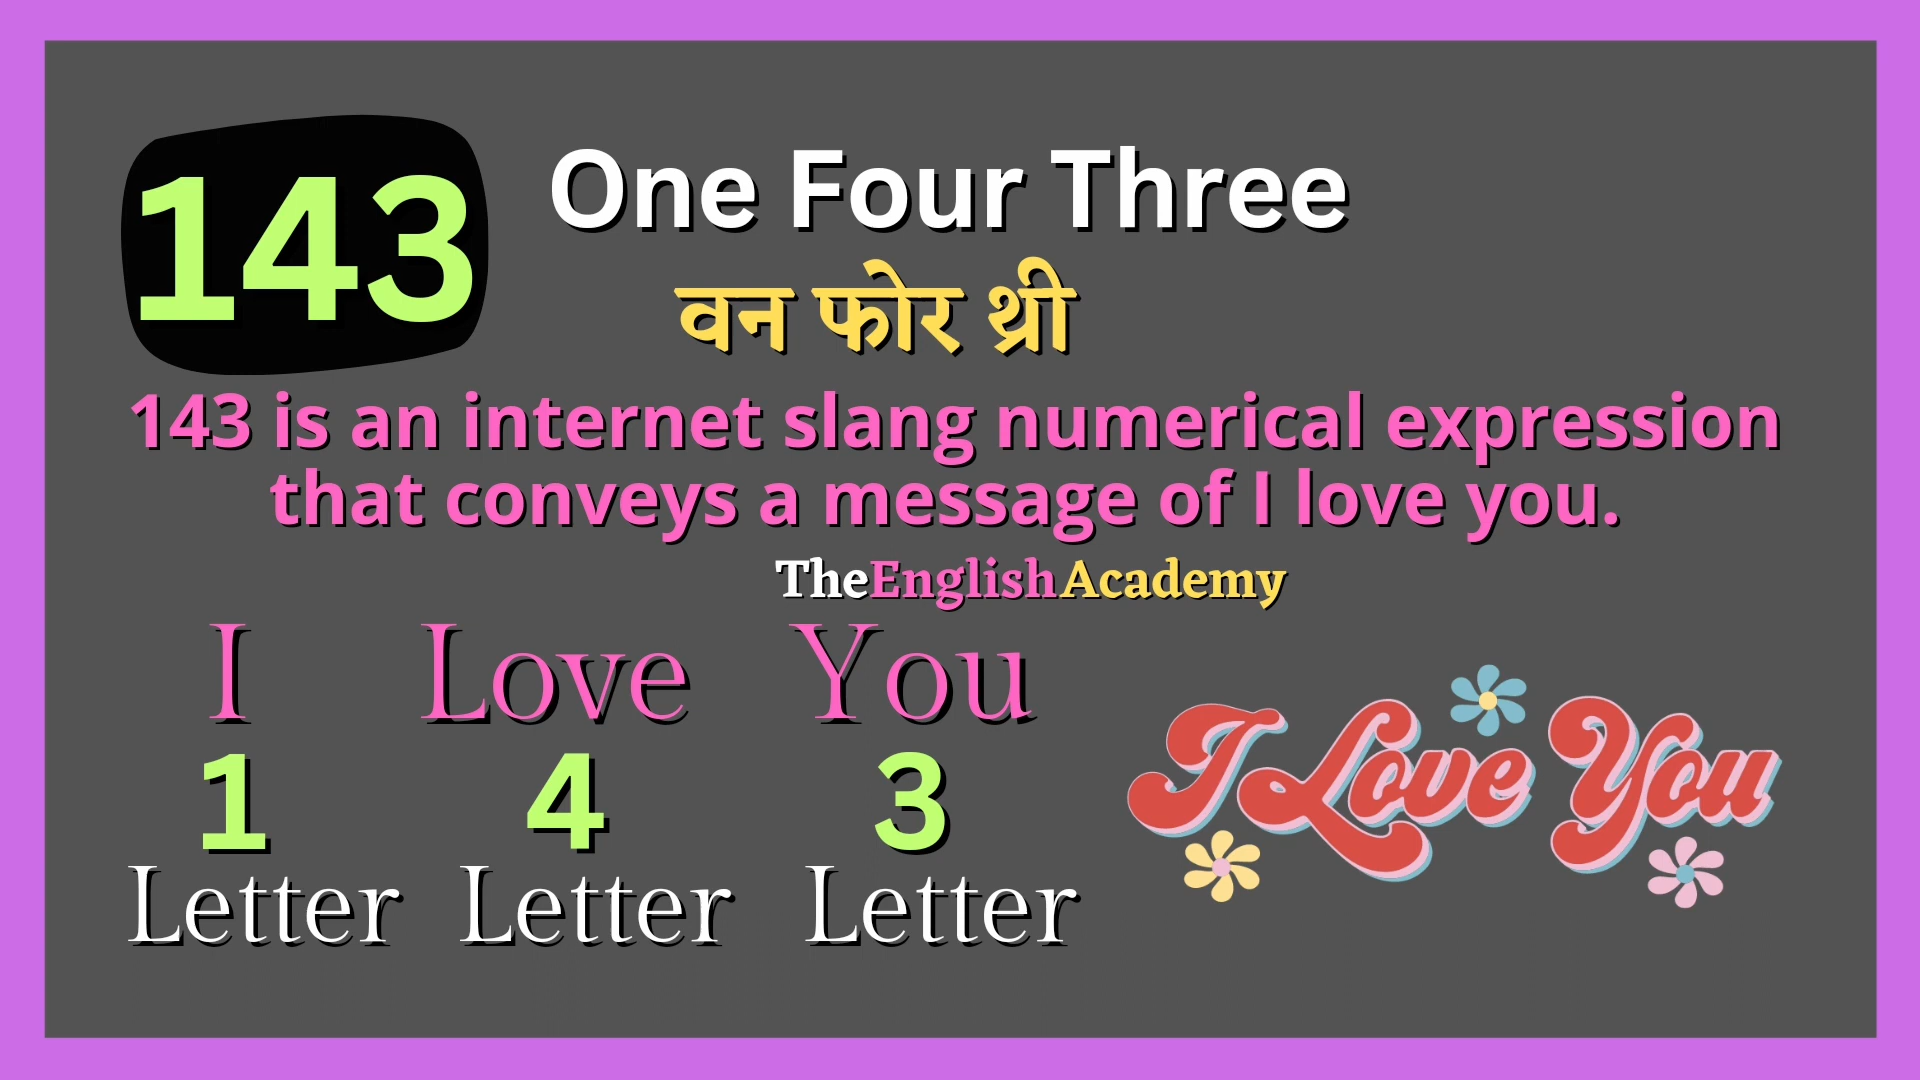 143
One Four Three
वन फोर थ्री
143 is an internet slang numerical expression
that conveys a message of I love you.
TheEnglishAcademy
I Love You
1 4 3
Letter Letter Letter
I Love You